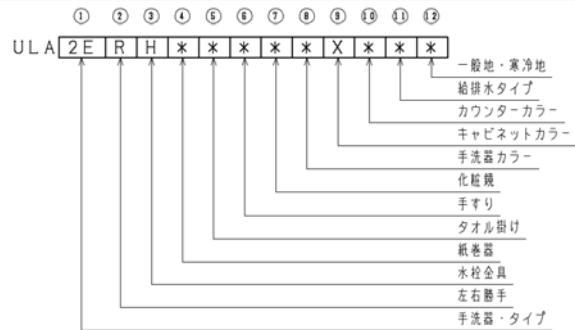 ① ② ③ ④ ⑤ ⑥ ⑦ ⑧ ⑨ ⑩ ⑪ ⑫
ULA 2E R H * * * * * X * * *
一般地・寒冷地
給排水タイプ
カウンターカラー
キャビネットカラー
手洗器カラー
化粧鏡
手すり
タオル掛け
紙巻器
水栓金具
左右勝手
手洗器・タイプ